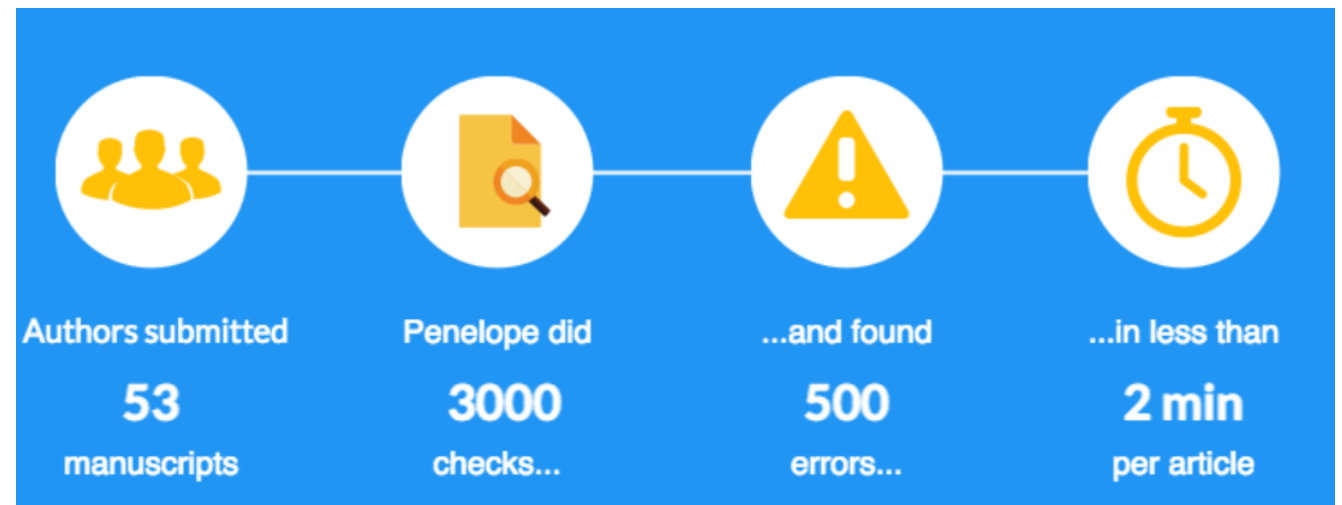 Authors submitted
53
manuscripts
Penelope did
3000
checks...
...and found
500
errors...
...in less than
2 min
per article